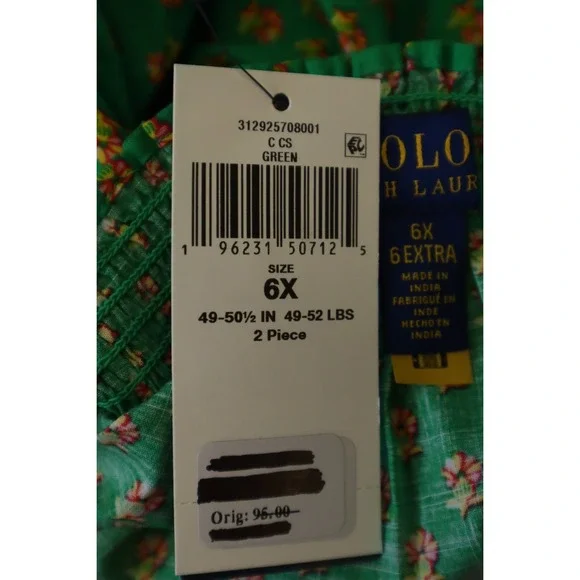 312925708001
C CS
GREEN
1 96231 50712 5
SIZE
6X
49-50½ IN 49-52 LBS
2 Piece
Orig: 95.00
OLO
H LAUR
6X
6 EXTRA
MADE IN
INDIA
FABRIQUÉ IN
INDE
HECHO EN
INDIA